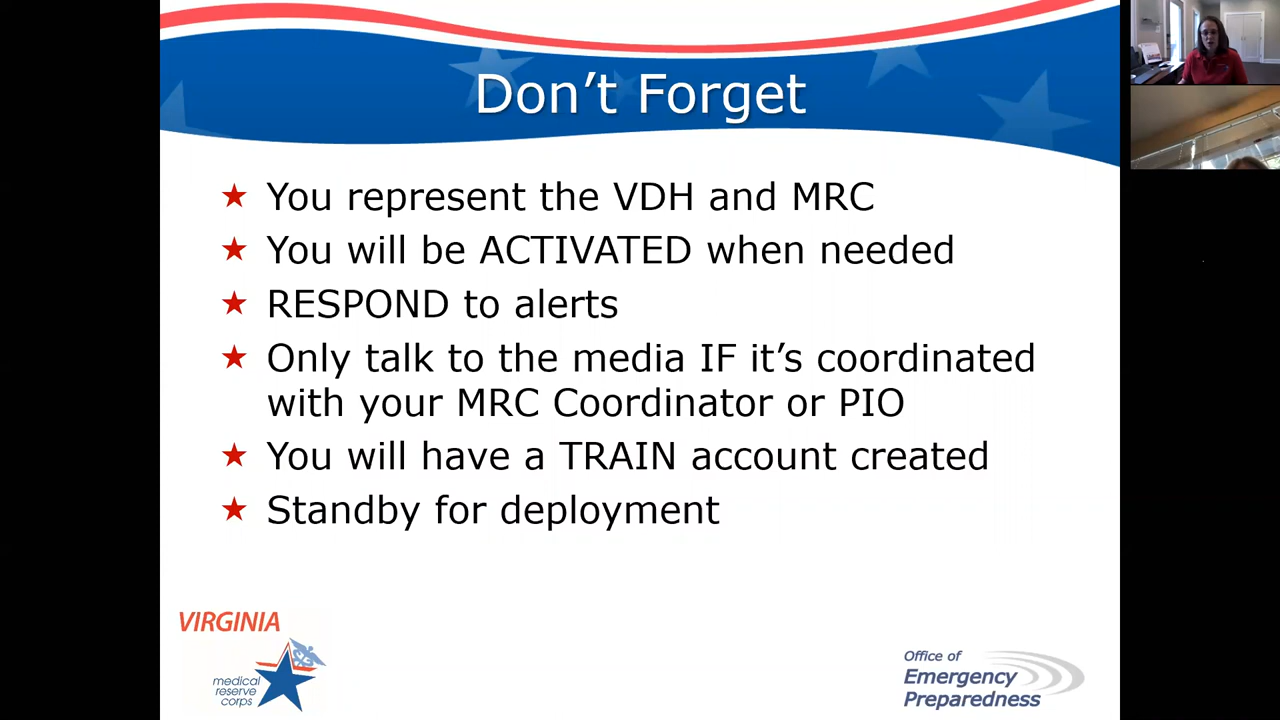 Don’t Forget
You represent the VDH and MRC
You will be ACTIVATED when needed
RESPOND to alerts
Only talk to the media IF it’s coordinated
with your MRC Coordinator or PIO
You will have a TRAIN account created
Standby for deployment
VIRGINIA
medical
reserve
corps
Office of
Emergency
Preparedness